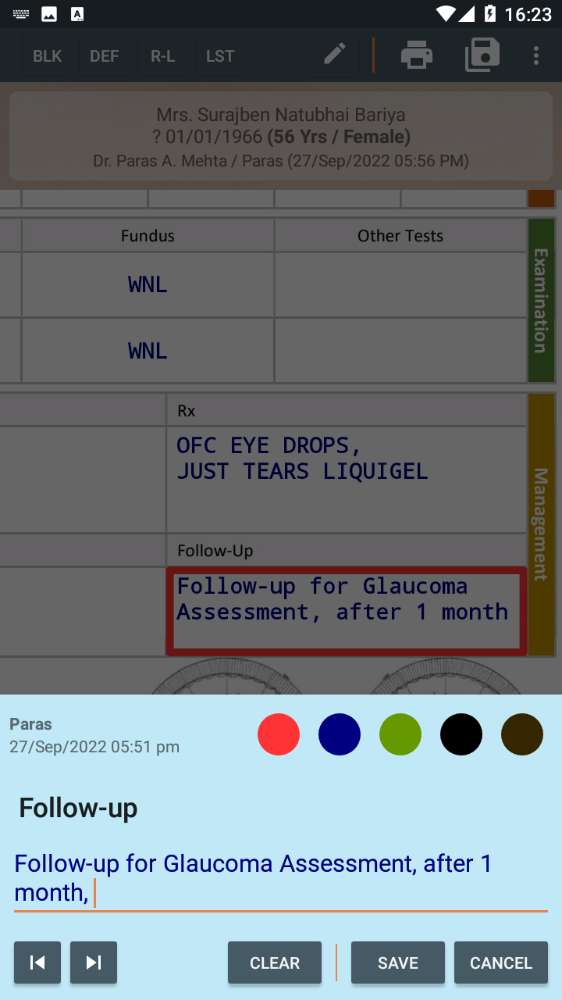 16:23
BLK DEF R-L LST
Mrs. Surajben Natubhai Bariya
? 01/01/1966 (56 Yrs / Female)
Dr. Paras A. Mehta / Paras (27/Sep/2022 05:56 PM)
Fundus Other Tests
WNL
WNL
Examination
Rx
OFC EYE DROPS,
JUST TEARS LIQUIGEL
Management
Follow-Up
Follow-up for Glaucoma
Assessment, after 1 month
Paras
27/Sep/2022 05:51 pm
Follow-up
Follow-up for Glaucoma Assessment, after 1
month,
CLEAR SAVE CANCEL